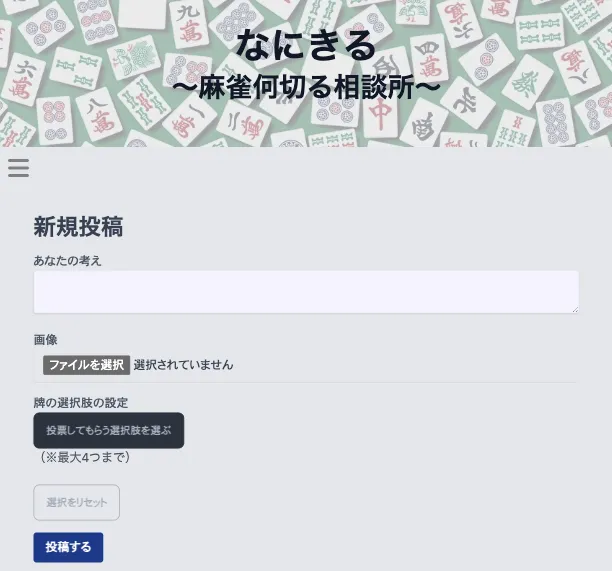 なにきる
〜麻雀何切る相談所〜
新規投稿
あなたの考え
画像
ファイルを選択 選択されていません
牌の選択肢の設定
投票してもらう選択肢を選ぶ
（※最大4つまで）
選択をリセット
投稿する